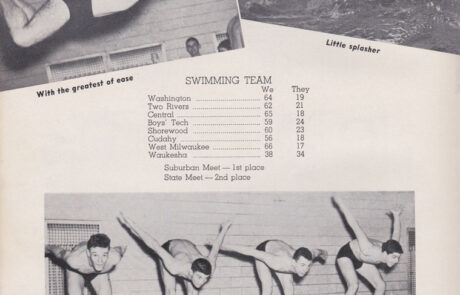 With the greatest of ease
Little splasher
SWIMMING TEAM
We They
Washington 64 19
Two Rivers 62 21
Central 65 18
Boys' Tech 59 24
Shorewood 60 23
Cudahy 56 18
West Milwaukee 66 17
Waukesha 38 34
Suburban Meet — 1st place
State Meet — 2nd place